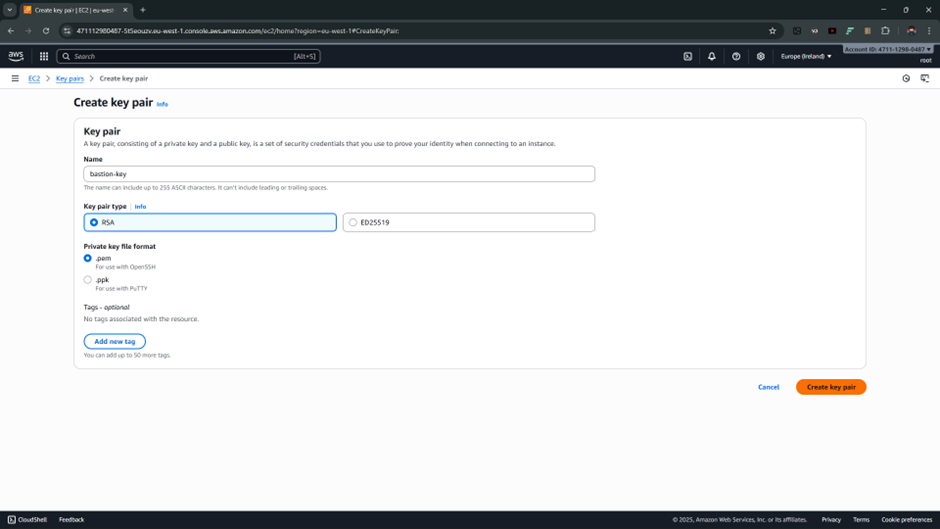 Create key pair | EC2 | eu-west-
471112980487-5t5eouzv.eu-west-1.console.aws.amazon.com/ec2/home?region=eu-west-1#CreateKeyPair:
aws
Search
[Alt+S]
Europe (Ireland)
Account ID: 4711-1298-0487
root
EC2 > Key pairs > Create key pair
Create key pair Info
Key pair
A key pair, consisting of a private key and a public key, is a set of security credentials that you use to prove your identity when connecting to an instance.
Name
bastion-key
The name can include up to 255 ASCII characters. It can't include leading or trailing spaces.
Key pair type | Info
RSA
ED25519
Private key file format
.pem
For use with OpenSSH
.ppk
For use with PuTTY
Tags - optional
No tags associated with the resource.
Add new tag
You can add up to 50 more tags.
Cancel
Create key pair
CloudShell
Feedback
© 2025, Amazon Web Services, Inc. or its affiliates.
Privacy
Terms
Cookie preferences